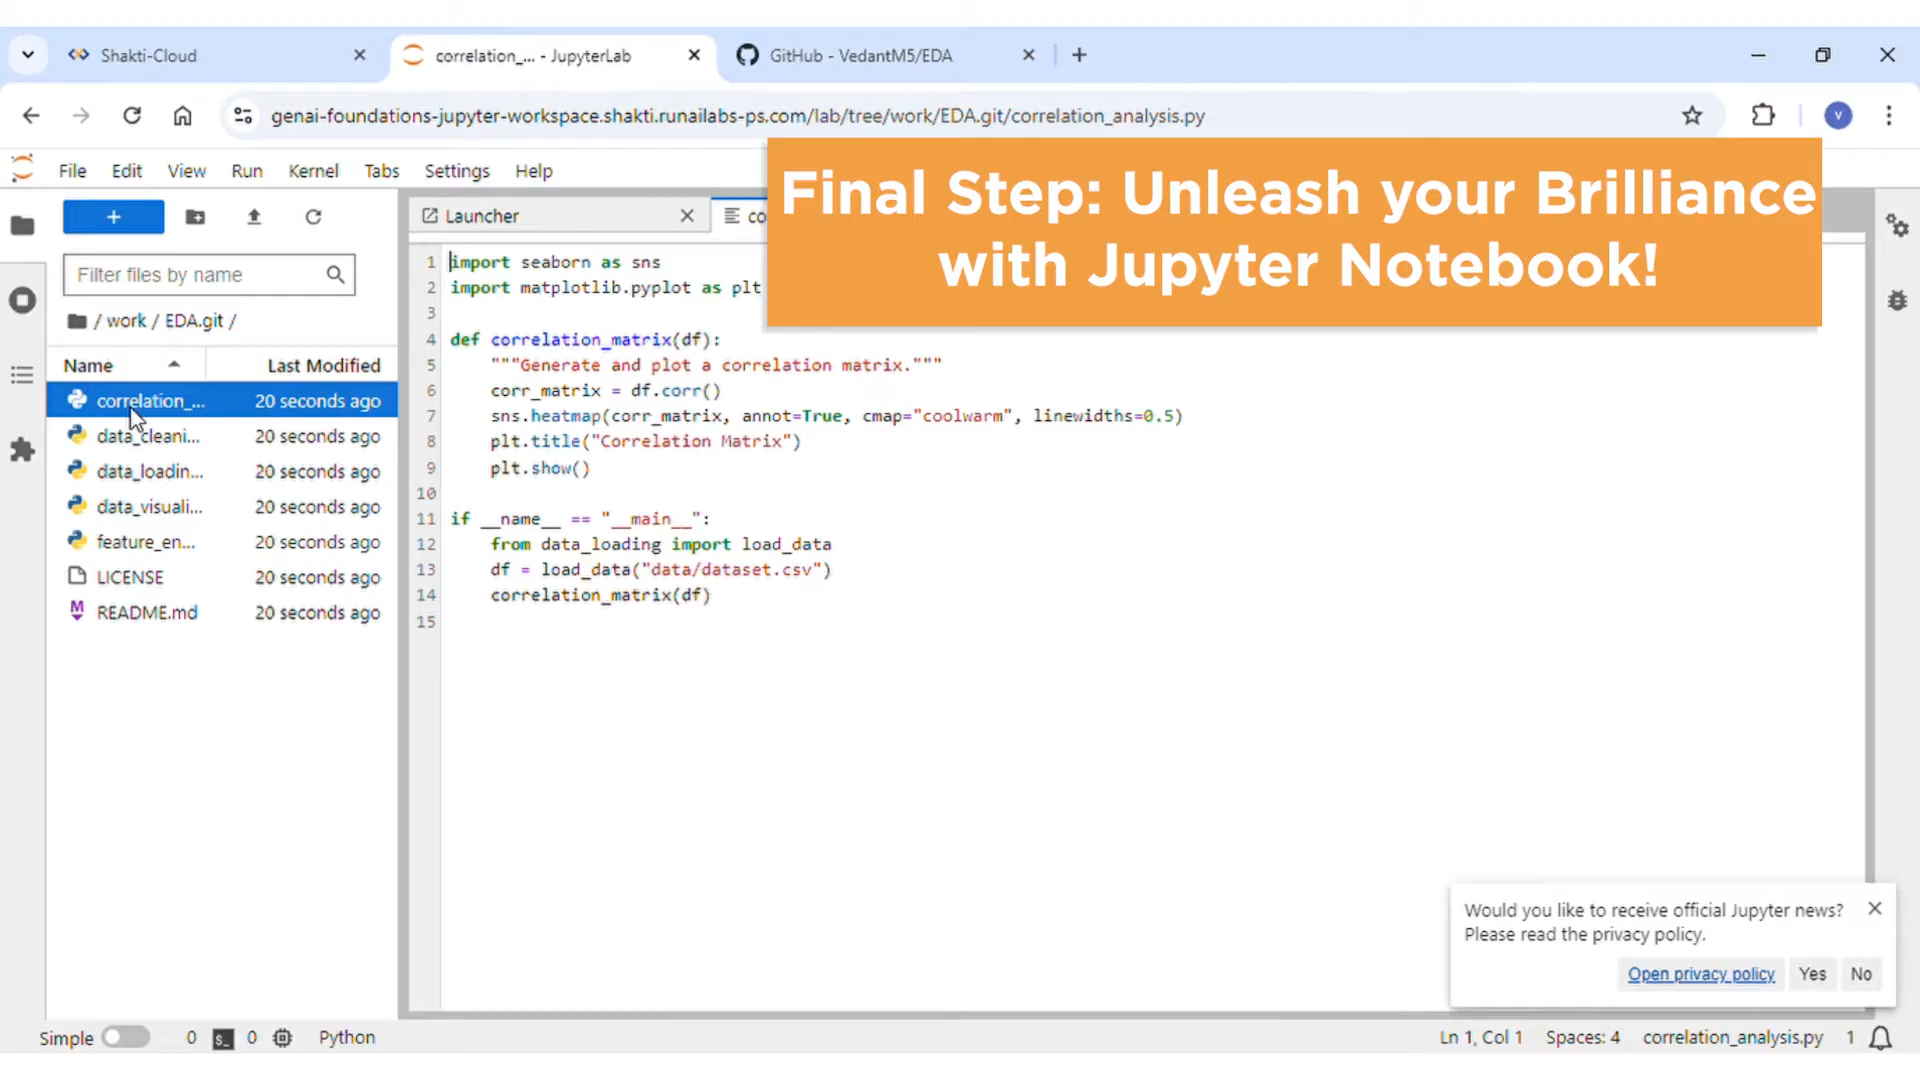 Shakti-Cloud
correlation_... - JupyterLab
GitHub - VedantM5/EDA
genai-foundations-jupyter-workspace.shakti.runailabs-ps.com/lab/tree/work/EDA.git/correlation_analysis.py
V
File Edit View Run Kernel Tabs Settings Help
Final Step: Unleash your Brilliance
with Jupyter Notebook!
Launcher
co
Filter files by name
/ work / EDA.git /
Name Last Modified
correlation_... 20 seconds ago
data_cleani... 20 seconds ago
data_loadin... 20 seconds ago
data_visuali... 20 seconds ago
feature_en... 20 seconds ago
LICENSE 20 seconds ago
README.md 20 seconds ago
1 import seaborn as sns
2 import matplotlib.pyplot as plt
3
4 def correlation_matrix(df):
5 """Generate and plot a correlation matrix."""
6 corr_matrix = df.corr()
7 sns.heatmap(corr_matrix, annot=True, cmap="coolwarm", linewidths=0.5)
8 plt.title("Correlation Matrix")
9 plt.show()
10
11 if __name__ == "__main__":
12 from data_loading import load_data
13 df = load_data("data/dataset.csv")
14 correlation_matrix(df)
15
Would you like to receive official Jupyter news?
Please read the privacy policy.
Open privacy policy Yes No
Simple 0 $_ 0 Python
Ln 1, Col 1 Spaces: 4 correlation_analysis.py 1